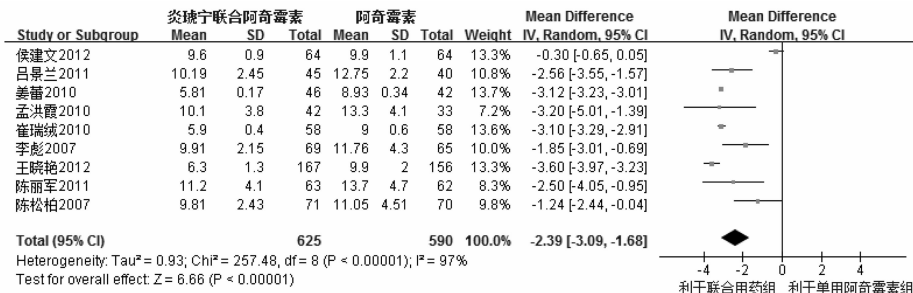 炎琥宁联合阿奇霉素 阿奇霉素 Mean Difference Mean Difference
Study or Subgroup Mean SD Total Mean SD Total Weight IV, Random, 95% CI IV, Random, 95% CI
侯建文2012 9.6 0.9 64 9.9 1.1 64 13.3% -0.30 [-0.65, 0.05]
吕景兰2011 10.19 2.45 45 12.75 2.2 40 10.8% -2.56 [-3.55, -1.57]
姜蕾2010 5.81 0.17 46 8.93 0.34 42 13.6% -3.12 [-3.23, -3.01]
孟洪霞2010 10.1 3.8 42 13.3 4.1 33 7.2% -3.20 [-5.01, -1.39]
崔瑞绒2010 5.9 0.4 58 9 0.6 58 13.5% -3.10 [-3.29, -2.91]
李彪2007 9.91 2.15 69 11.76 4.3 65 10.0% -1.85 [-3.01, -0.69]
王晓艳2012 6.3 1.3 167 9.9 2 156 13.3% -3.60 [-3.97, -3.23]
陈丽军2011 11.2 4.1 63 13.7 4.7 62 8.3% -2.50 [-4.05, -0.95]
陈松柏2007 9.81 2.43 71 11.05 4.51 70 9.8% -1.24 [-2.44, -0.04]
Total (95% CI) 625 590 100.0% -2.39 [-3.09, -1.68]
Heterogeneity: Tau² = 0.93; Chi² = 257.48, df = 8 (P < 0.00001); I² = 97%
Test for overall effect: Z = 6.66 (P < 0.00001)
-4 -2 0 2 4
利于联合用药组 利于单用阿奇霉素组